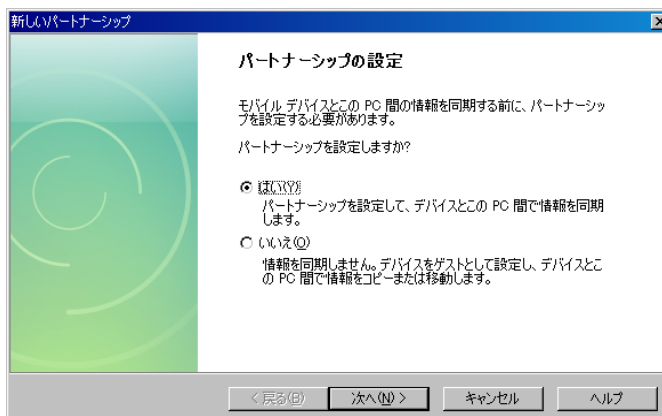 新しいパートナーシップ
パートナーシップの設定
モバイル デバイスとこの PC 間の情報を同期する前に、パートナーシッ
プを設定する必要があります。
パートナーシップを設定しますか?
はい(Y)
パートナーシップを設定して、デバイスとこの PC 間で情報を同期
します。
いいえ(O)
情報を同期しません。デバイスをゲストとして設定し、デバイスとこ
の PC 間で情報をコピーまたは移動します。
< 戻る(B) 次へ(N) > キャンセル ヘルプ